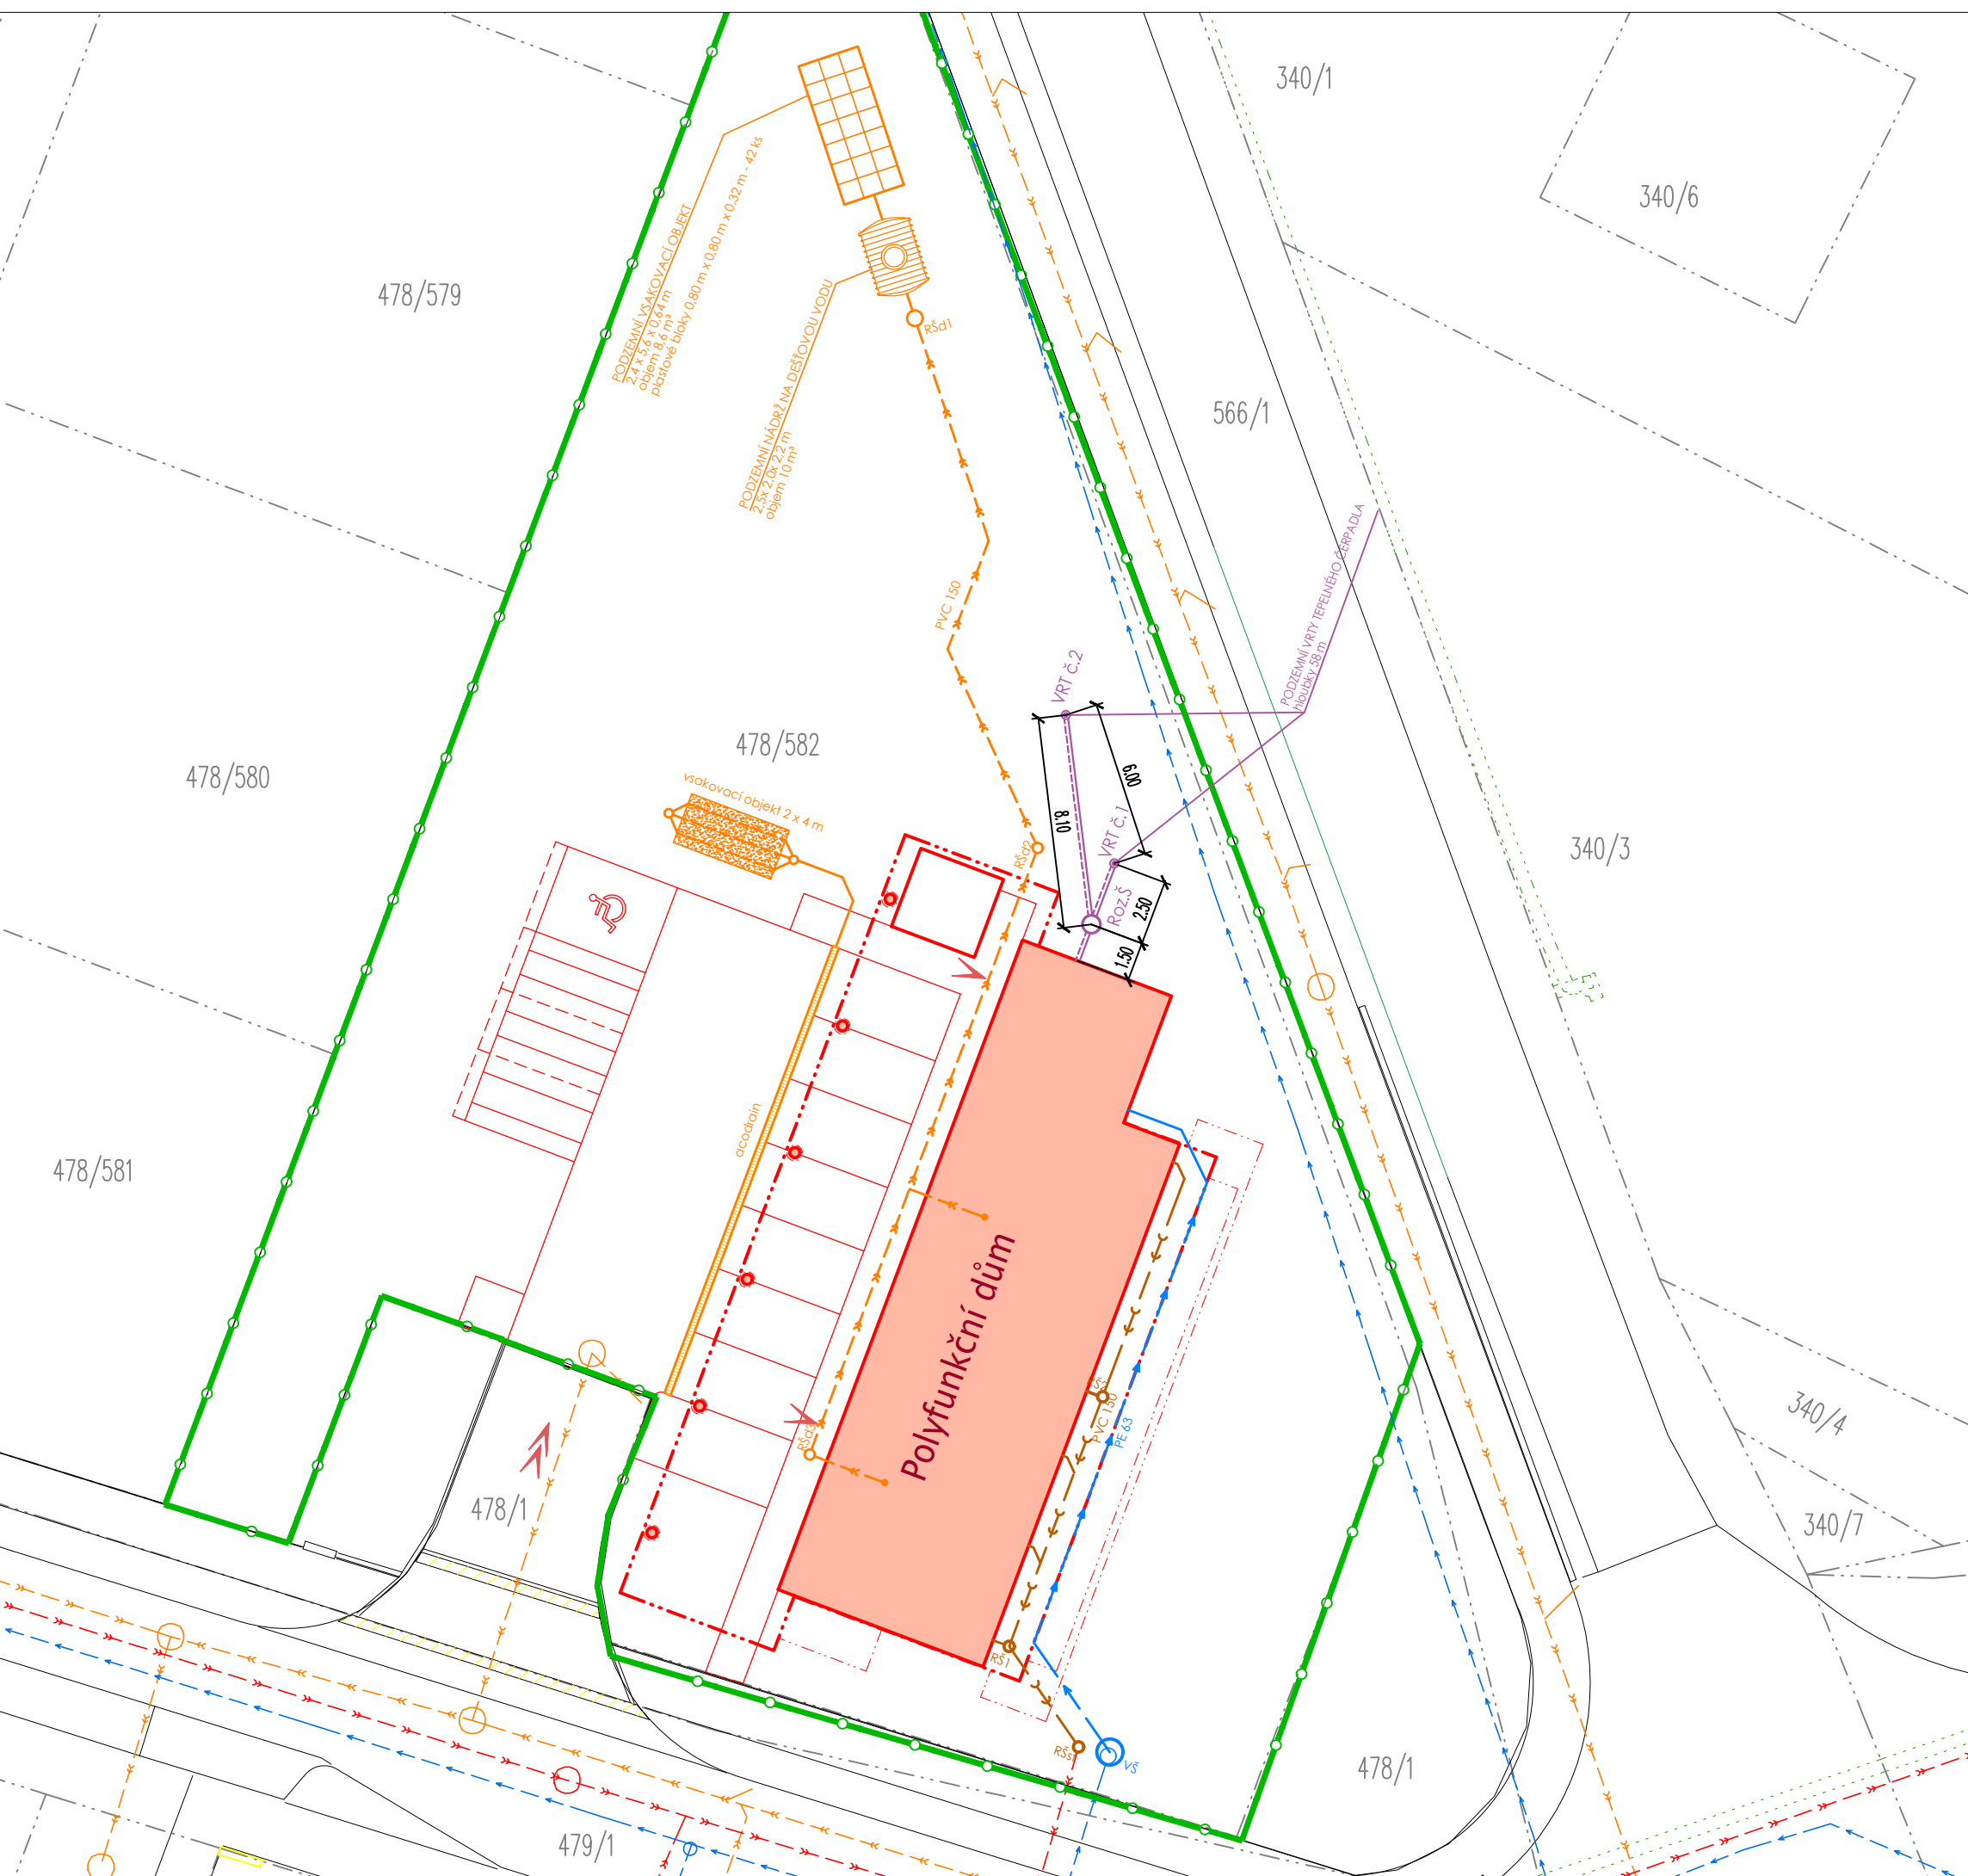 340/1
340/6
478/579
PODZEMNÍ VSAKOVACÍ OBJEKT
2,4 x 5,6 x 0,64 m
objem 8,6 m³
plastové bloky 0,80 m x 0,80 m x 0,32 m - 42 ks
PODZEMNÍ NÁDRŽ NA DEŠŤOVOU VODU
2,5x 2,0x 2,2 m
objem 10 m³
RŠd1
566/1
PVC 150
PODZEMNÍ VRTY TEPELNÉHO ČERPADLA
hloubky 58 m
VRT č.2
478/582
478/580
6.00
8.10
vsakovací objekt 2 x 4 m
VRT č.1
RŠd2
340/3
Roz.Š
2.50
1.50
acodrain
478/581
Polyfunkční dům
RŠd3
RŠ2
PVC 150
PE 63
340/4
478/1
340/7
RŠ1
RŠs
VŠ
478/1
479/1